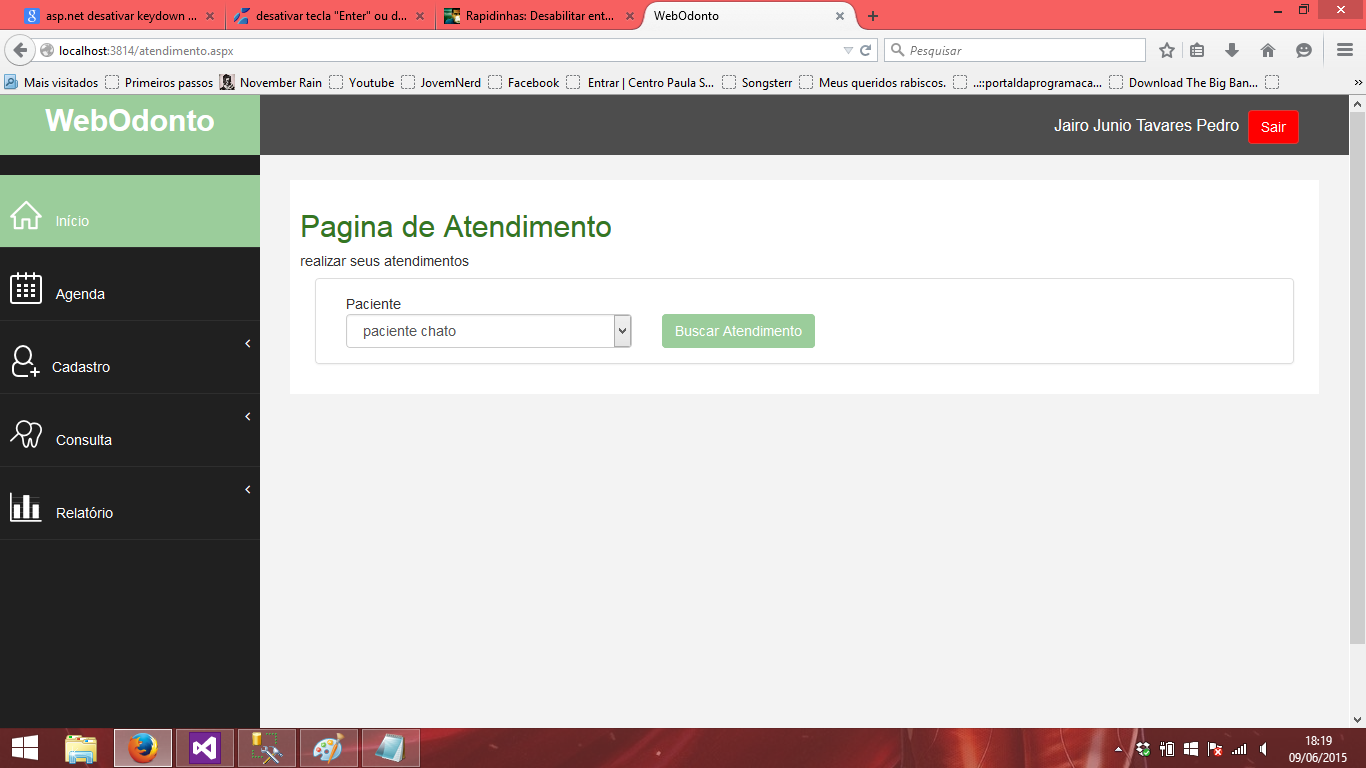 asp.net desativar keydown ...
desativar tecla "Enter" ou d...
Rapidinhas: Desabilitar ent...
WebOdonto
localhost:3814/atendimento.aspx
Pesquisar
Mais visitados
Primeiros passos
November Rain
Youtube
JovemNerd
Facebook
Entrar | Centro Paula S...
Songsterr
Meus queridos rabiscos.
..::portaldaprogramaca...
Download The Big Ban...
WebOdonto
Jairo Junio Tavares Pedro
Sair
Início
Agenda
Cadastro
Consulta
Relatório
Pagina de Atendimento
realizar seus atendimentos
Paciente
paciente chato
Buscar Atendimento
18:19
09/06/2015